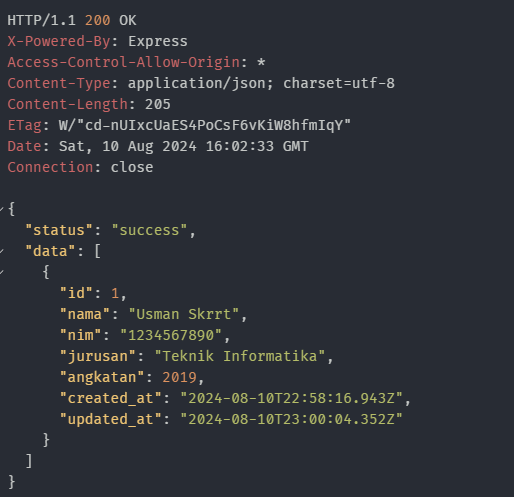 HTTP/1.1 200 OK
X-Powered-By: Express
Access-Control-Allow-Origin: *
Content-Type: application/json; charset=utf-8
Content-Length: 205
ETag: W/"cd-nUIxcUaES4PoCsF6vKiW8hfmIqY"
Date: Sat, 10 Aug 2024 16:02:33 GMT
Connection: close

{
  "status": "success",
  "data": [
    {
      "id": 1,
      "nama": "Usman Skrrt",
      "nim": "1234567890",
      "jurusan": "Teknik Informatika",
      "angkatan": 2019,
      "created_at": "2024-08-10T22:58:16.943Z",
      "updated_at": "2024-08-10T23:00:04.352Z"
    }
  ]
}